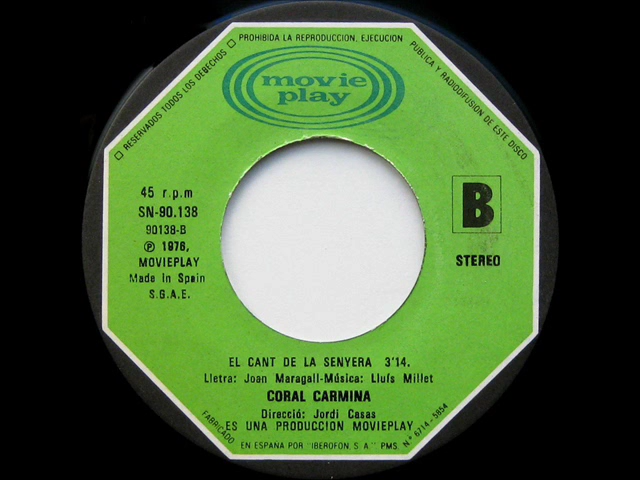 PROHIBIDA LA REPRODUCCION, EJECUCION
PUBLICA Y RADIODIFUSION DE ESTE DISCO
RESERVADOS TODOS LOS DERECHOS
movie
play
45 r.p.m
SN-90.138
90138-B
℗ 1976,
MOVIEPLAY
Made in Spain
S.G.A.E.
B
STEREO
EL CANT DE LA SENYERA 3'14.
Lletra: Joan Maragall-Música: Lluís Millet
CORAL CARMINA
Direcció: Jordi Casas
ES UNA PRODUCCION MOVIEPLAY
FABRICADO
EN ESPAÑA POR "IBEROFON, S. A." PMS.
Nº 6714-5854